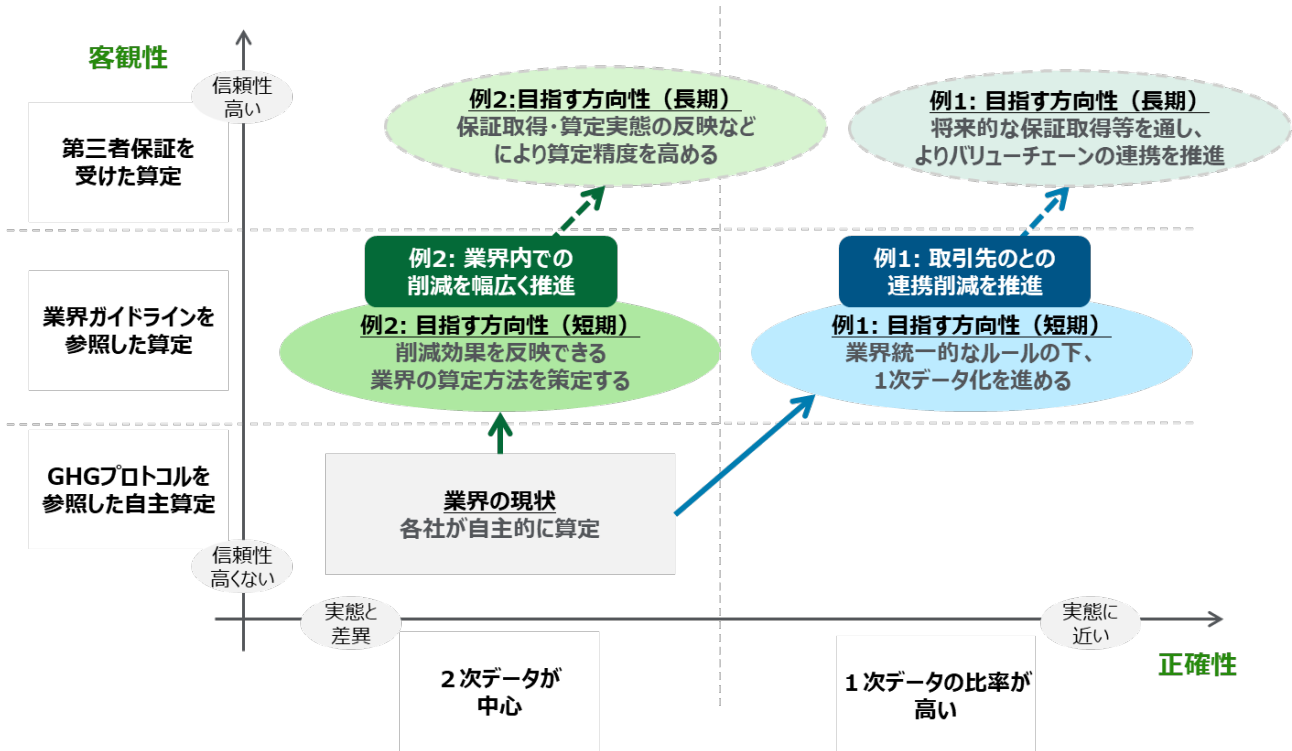 客観性
信頼性
高い
第三者保証を
受けた算定
例2:目指す方向性（長期）
保証取得･算定実態の反映など
により算定精度を高める
例1: 目指す方向性（長期）
将来的な保証取得等を通し、
よりバリューチェーンの連携を推進
業界ガイドラインを
参照した算定
例2: 業界内での
削減を幅広く推進
例2: 目指す方向性（短期）
削減効果を反映できる
業界の算定方法を策定する
例1: 取引先のとの
連携削減を推進
例1: 目指す方向性（短期）
業界統一的なルールの下、
1次データ化を進める
GHGプロトコルを
参照した自主算定
業界の現状
各社が自主的に算定
信頼性
高くない
実態と
差異
実態に
近い
２次データが
中心
１次データの比率が
高い
正確性